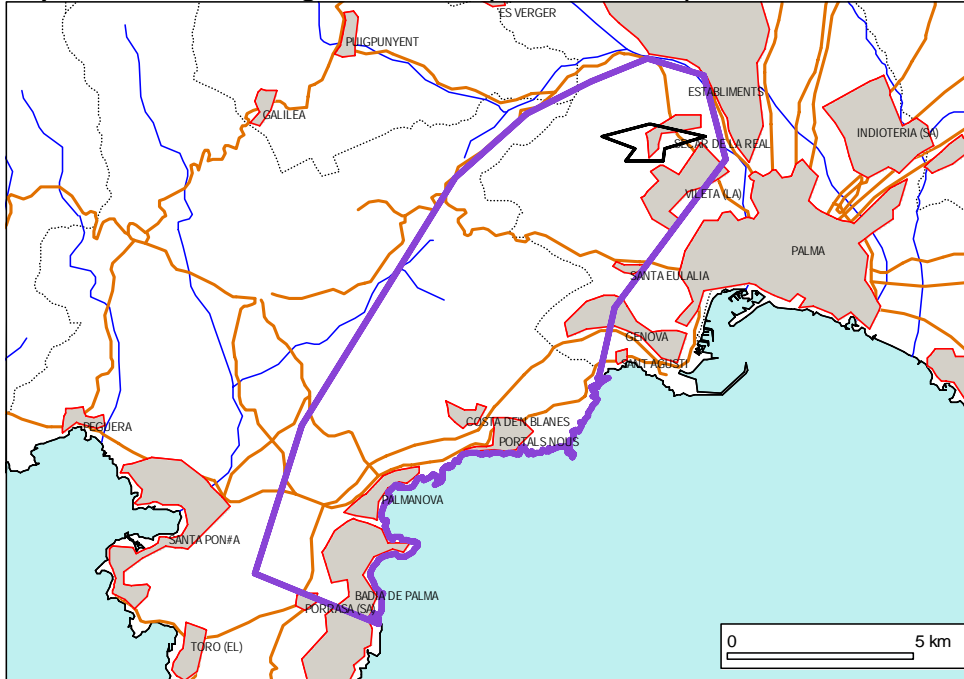 ES VERGER
PUIGPUNYENT
ESTABLIMENTS
GALILEA
INDIOTERIA (SA)
SECAR DE LA REAL
VILETA (LA)
PALMA
SANTA EULALIA
GENOVA
SANT AGUSTI
COSTA DE'N BLANES
PEGUERA
PORTALS NOUS
PALMANOVA
SANTA PON#A
BADIA DE PALMA
PORRASA (SA)
TORO (EL)
0 5 km